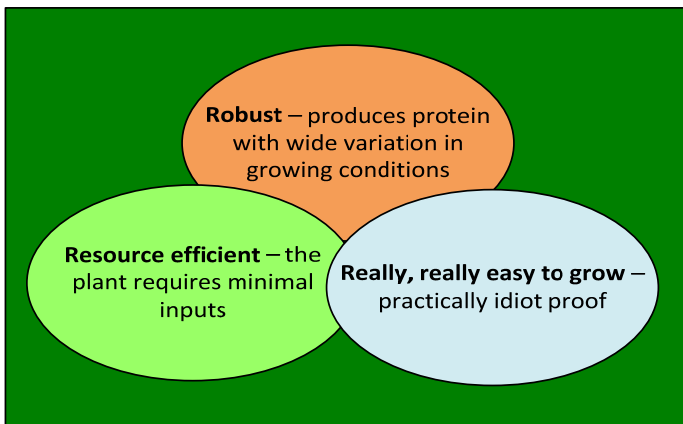 Robust – produces protein
with wide variation in
growing conditions
Resource efficient – the
plant requires minimal
inputs
Really, really easy to grow –
practically idiot proof